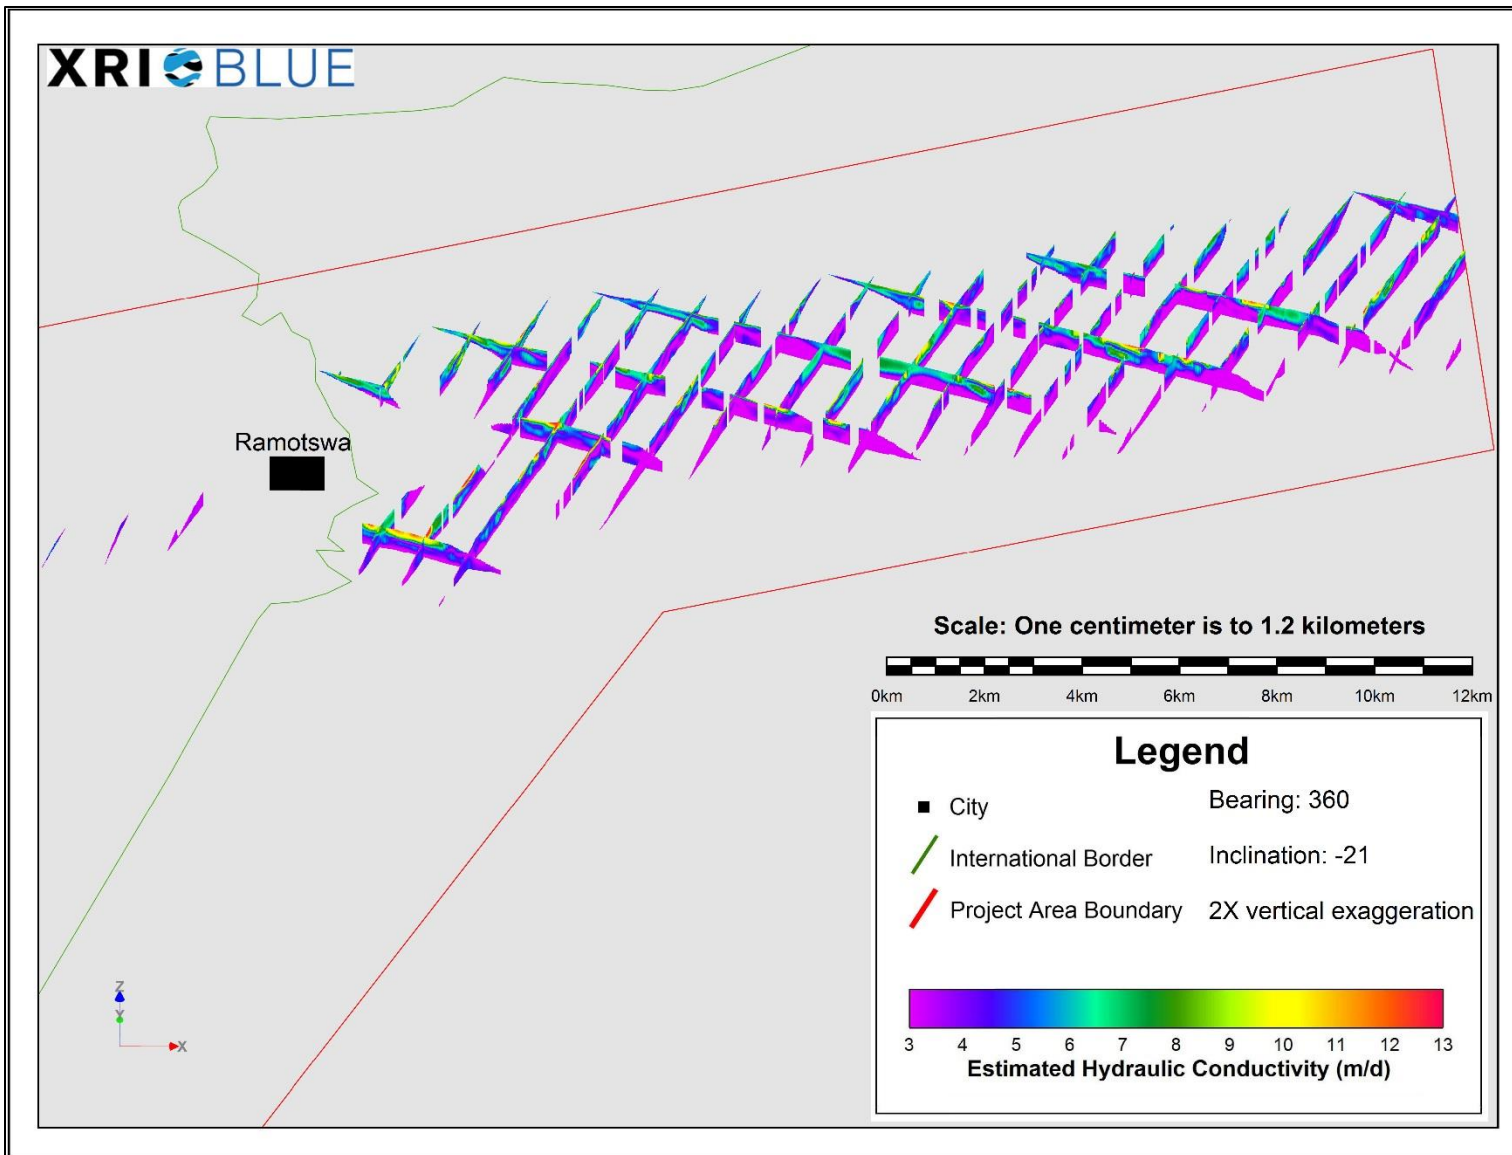 XRI BLUE
Ramotswa
Scale: One centimeter is to 1.2 kilometers
0km 2km 4km 6km 8km 10km 12km
Legend
City
Bearing: 360
International Border
Inclination: -21
Project Area Boundary
2X vertical exaggeration
3 4 5 6 7 8 9 10 11 12 13
Estimated Hydraulic Conductivity (m/d)
Z
Y
X